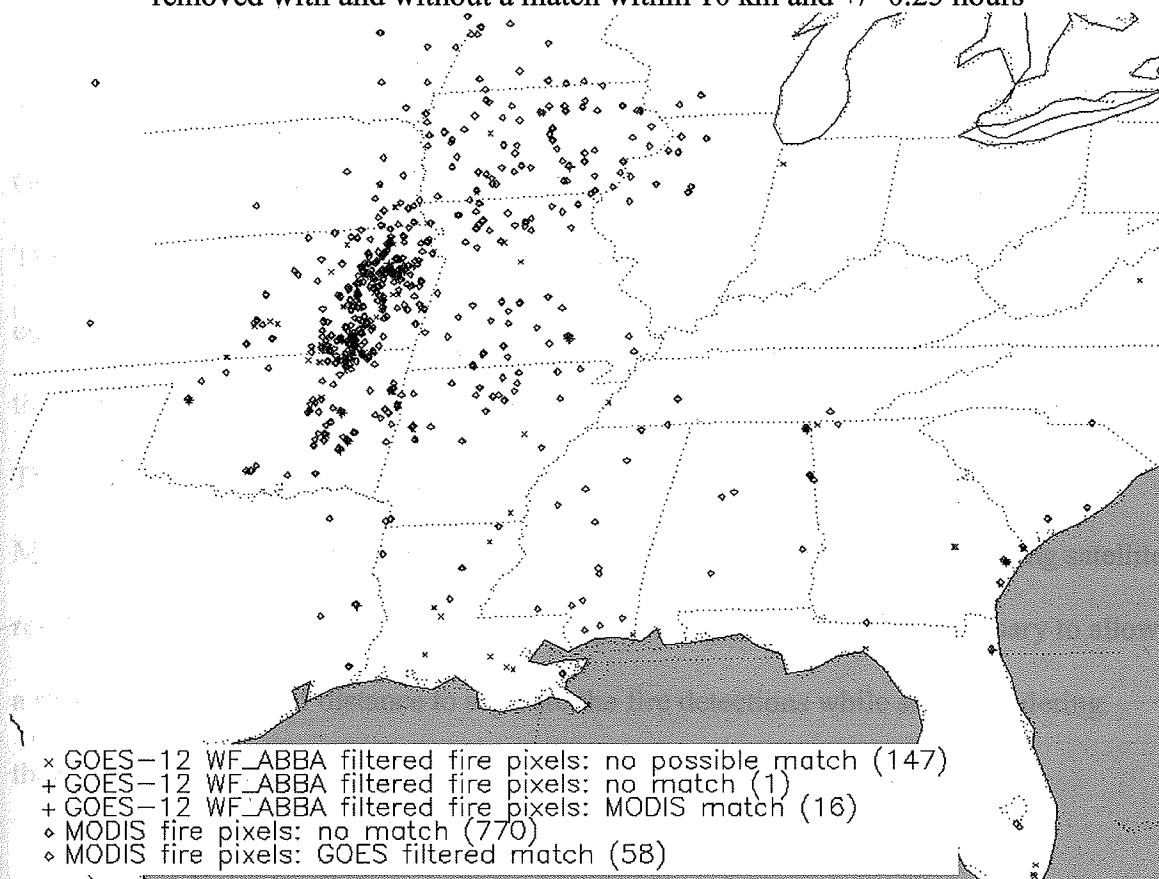 removed with and without a match within 10 km and +/- 0.25 hours
× GOES-12 WF_ABBA filtered fire pixels: no possible match (147)
+ GOES-12 WF_ABBA filtered fire pixels: no match (1)
+ GOES-12 WF_ABBA filtered fire pixels: MODIS match (16)
⋄ MODIS fire pixels: no match (770)
⋄ MODIS fire pixels: GOES filtered match (58)